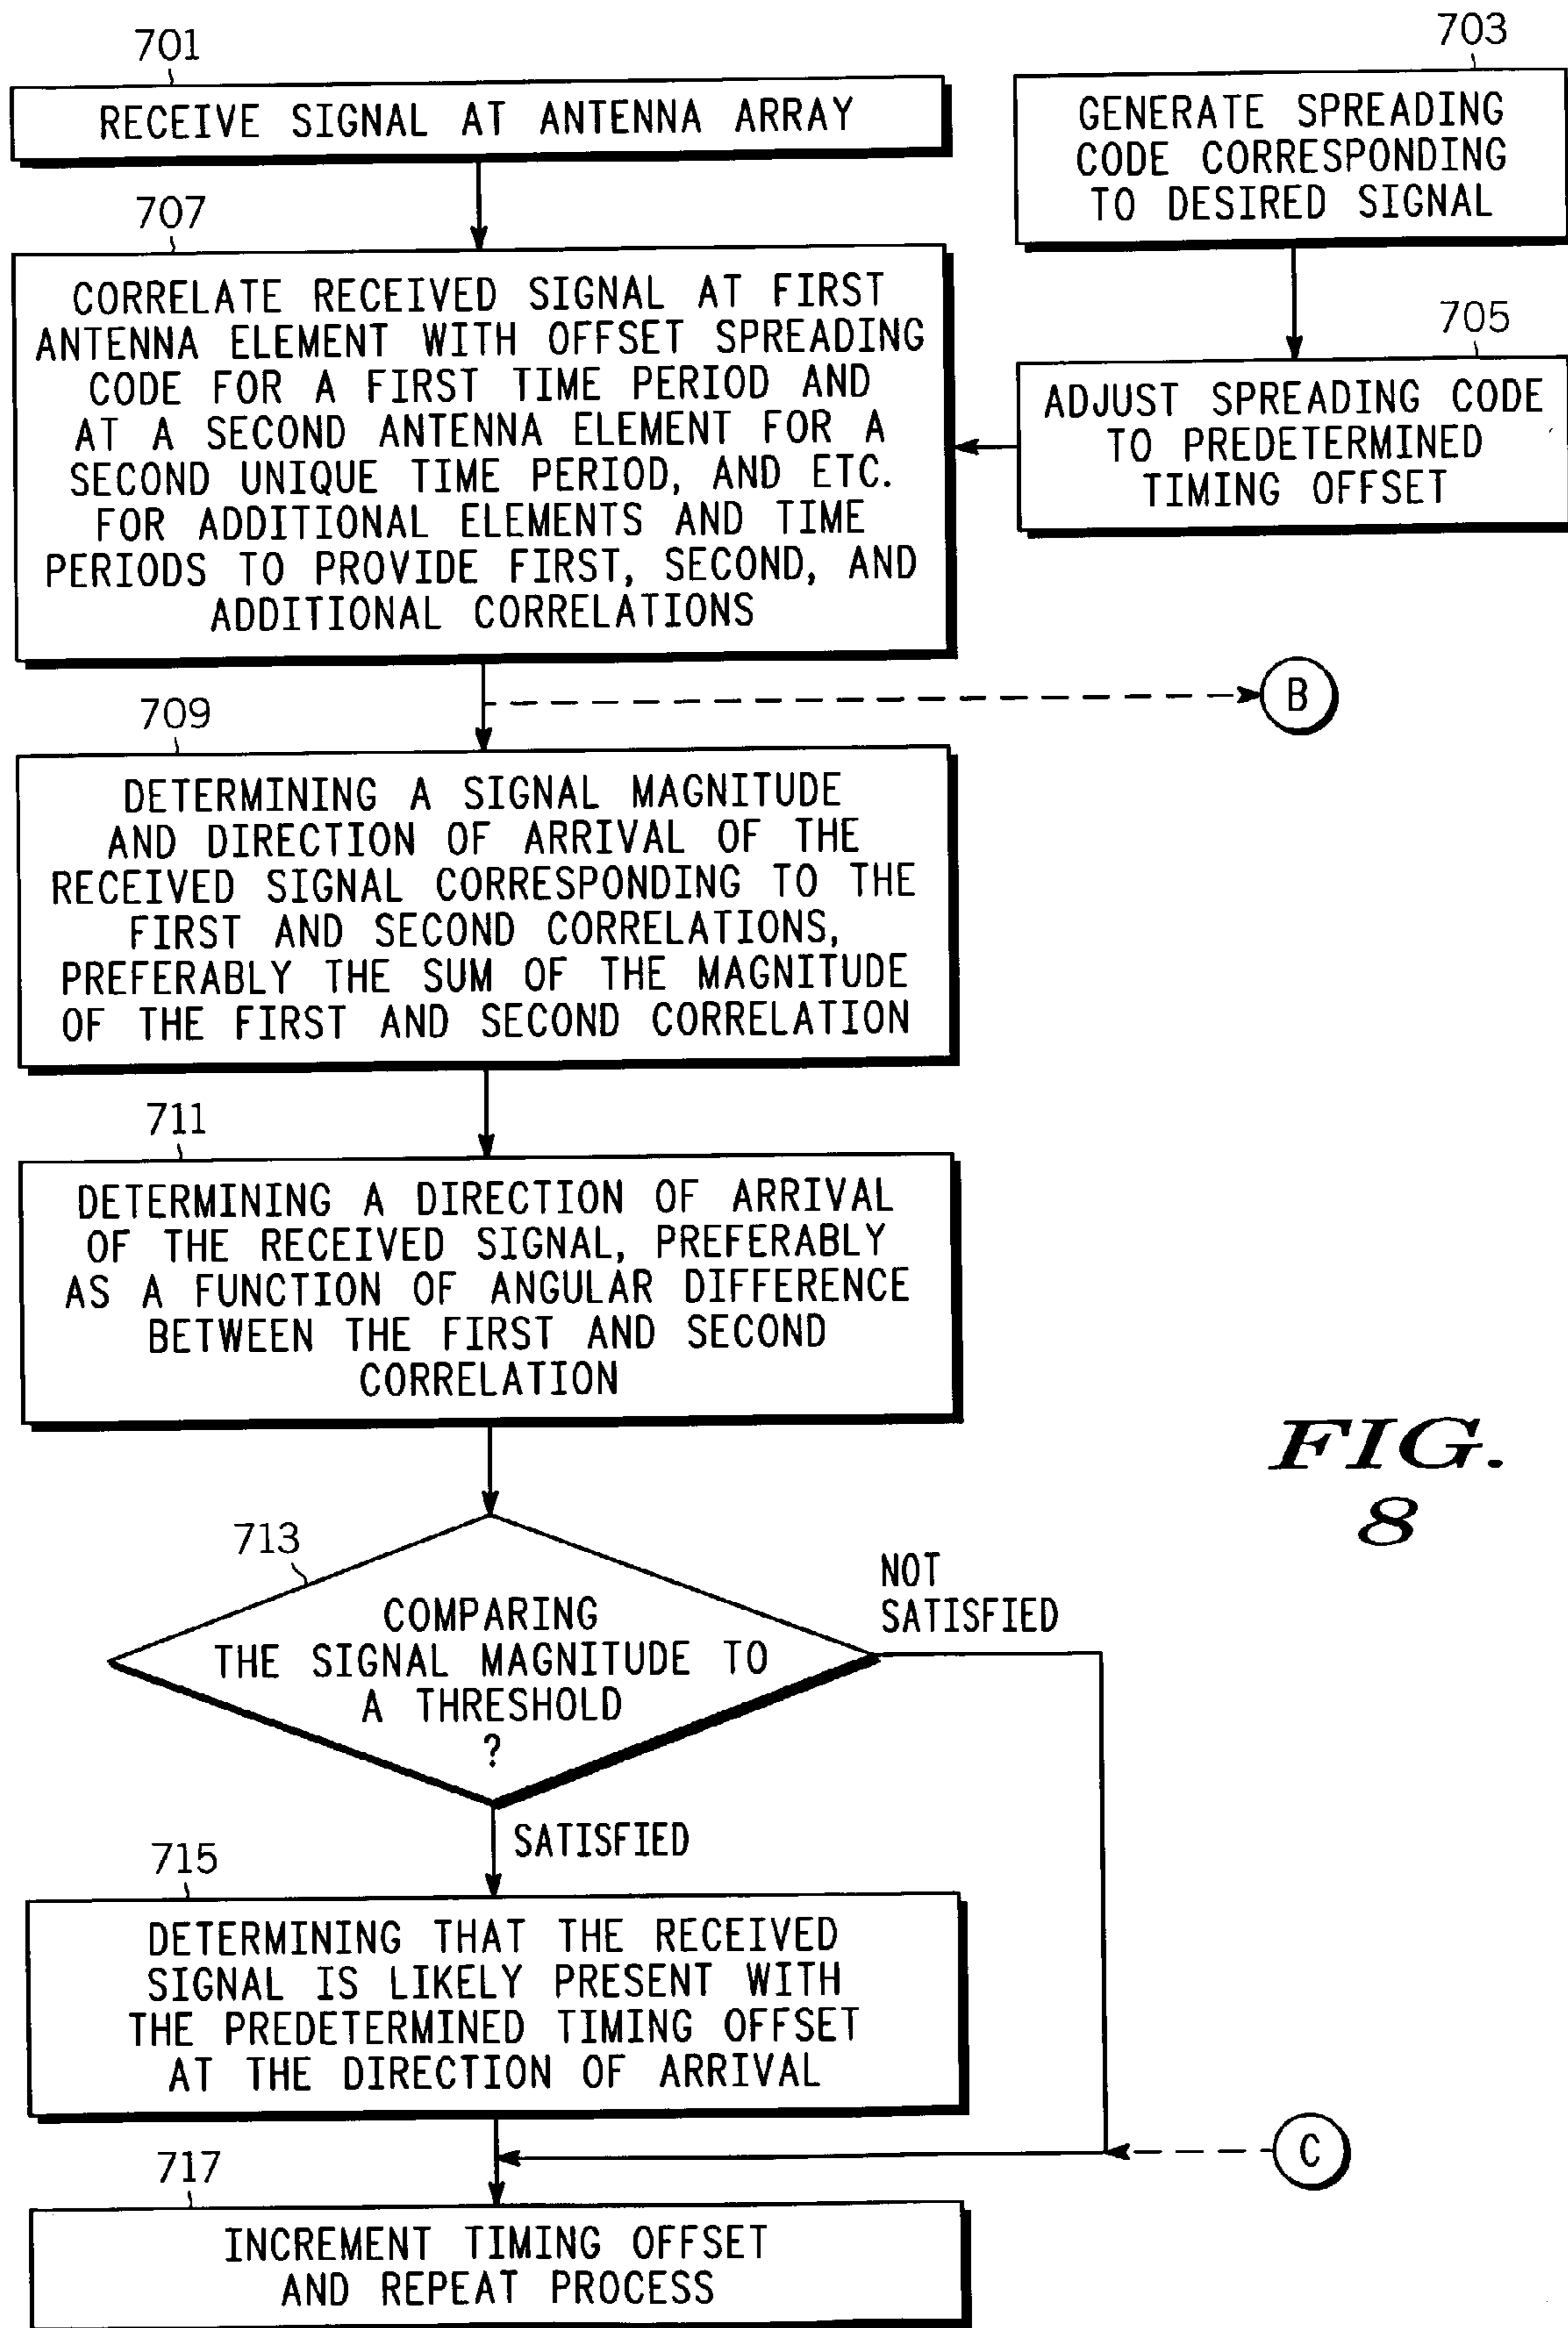 701
RECEIVE SIGNAL AT ANTENNA ARRAY
703
GENERATE SPREADING
CODE CORRESPONDING
TO DESIRED SIGNAL
707
CORRELATE RECEIVED SIGNAL AT FIRST
ANTENNA ELEMENT WITH OFFSET SPREADING
CODE FOR A FIRST TIME PERIOD AND
AT A SECOND ANTENNA ELEMENT FOR A
SECOND UNIQUE TIME PERIOD, AND ETC.
FOR ADDITIONAL ELEMENTS AND TIME
PERIODS TO PROVIDE FIRST, SECOND, AND
ADDITIONAL CORRELATIONS
705
ADJUST SPREADING CODE
TO PREDETERMINED
TIMING OFFSET
B
709
DETERMINING A SIGNAL MAGNITUDE
AND DIRECTION OF ARRIVAL OF THE
RECEIVED SIGNAL CORRESPONDING TO THE
FIRST AND SECOND CORRELATIONS,
PREFERABLY THE SUM OF THE MAGNITUDE
OF THE FIRST AND SECOND CORRELATION
711
DETERMINING A DIRECTION OF ARRIVAL
OF THE RECEIVED SIGNAL, PREFERABLY
AS A FUNCTION OF ANGULAR DIFFERENCE
BETWEEN THE FIRST AND SECOND
CORRELATION
FIG.
8
713
COMPARING
THE SIGNAL MAGNITUDE TO
A THRESHOLD
?
NOT
SATISFIED
SATISFIED
715
DETERMINING THAT THE RECEIVED
SIGNAL IS LIKELY PRESENT WITH
THE PREDETERMINED TIMING OFFSET
AT THE DIRECTION OF ARRIVAL
C
717
INCREMENT TIMING OFFSET
AND REPEAT PROCESS